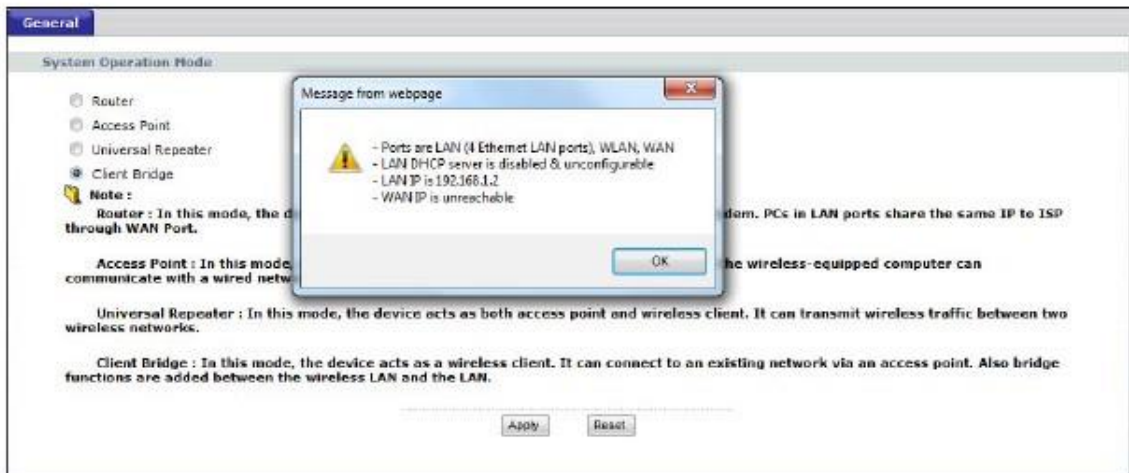 General
System Operation Mode
Router
Access Point
Universal Repeater
Client Bridge
Message from webpage
- Ports are LAN (4 Ethernet LAN ports), WLAN, WAN
- LAN DHCP server is disabled & unconfigurable
- LAN IP is 192.168.1.2
- WAN IP is unreachable
OK
Note :
Router : In this mode, the d
dem. PCs in LAN ports share the same IP to ISP
through WAN Port.
Access Point : In this mode,
he wireless-equipped computer can
communicate with a wired netw
Universal Repeater : In this mode, the device acts as both access point and wireless client. It can transmit wireless traffic between two
wireless networks.
Client Bridge : In this mode, the device acts as a wireless client. It can connect to an existing network via an access point. Also bridge
functions are added between the wireless LAN and the LAN.
Apply
Reset